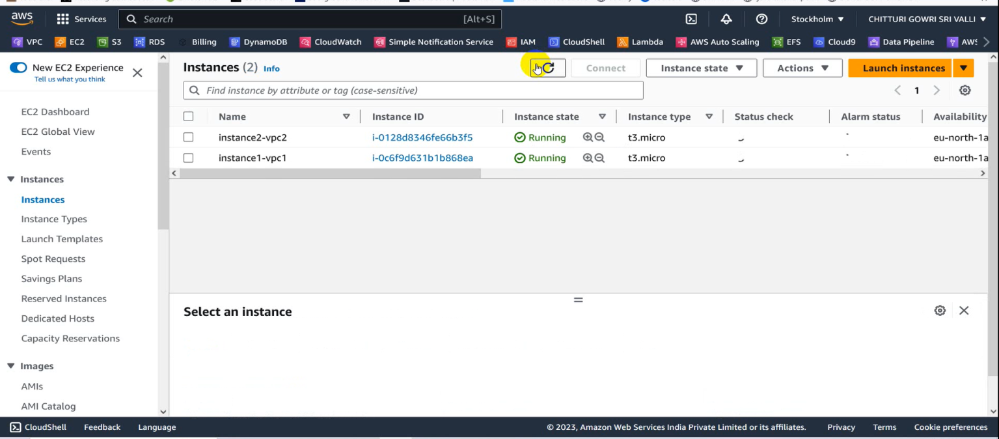 aws Services Search [Alt+S] Stockholm CHITTURI GOWRI SRI VALLI
VPC EC2 S3 RDS Billing DynamoDB CloudWatch Simple Notification Service IAM CloudShell Lambda AWS Auto Scaling EFS Cloud9 Data Pipeline AWS
New EC2 Experience
Tell us what you think
EC2 Dashboard
EC2 Global View
Events
Instances
Instances
Instance Types
Launch Templates
Spot Requests
Savings Plans
Reserved Instances
Dedicated Hosts
Capacity Reservations
Images
AMIs
AMI Catalog
Instances (2) Info Connect Instance state Actions Launch instances
Find instance by attribute or tag (case-sensitive) 1
Name Instance ID Instance state Instance type Status check Alarm status Availability
instance2-vpc2 i-0128d8346fe66b3f5 Running t3.micro eu-north-1a
instance1-vpc1 i-0c6f9d631b1b868ea Running t3.micro eu-north-1a
Select an instance
CloudShell Feedback Language © 2023, Amazon Web Services India Private Limited or its affiliates. Privacy Terms Cookie preferences